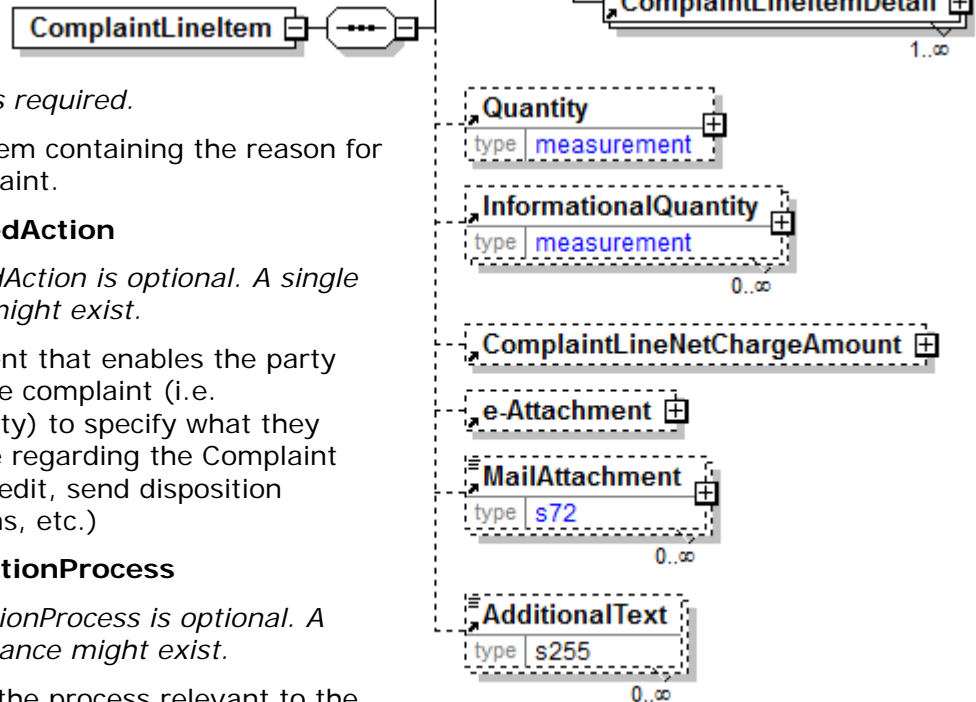 ComplaintLineItem
ComplaintLineItemDetail
1..∞
s required.
em containing the reason for
aint.
dAction
dAction is optional. A single
might exist.
ent that enables the party
e complaint (i.e.
ty) to specify what they
e regarding the Complaint
edit, send disposition
ns, etc.)
tionProcess
ionProcess is optional. A
ance might exist.
the process relevant to the
Quantity
type measurement
InformationalQuantity
type measurement
0..∞
ComplaintLineNetChargeAmount
e-Attachment
MailAttachment
type s72
0..∞
AdditionalText
type s255
0..∞